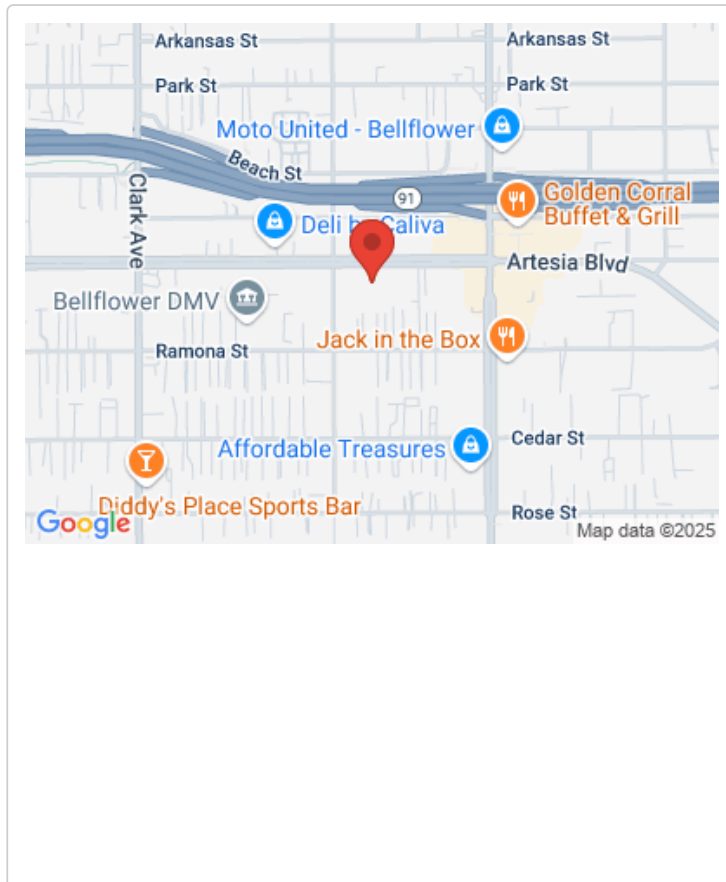 Arkansas St
Arkansas St
Park St
Park St
Moto United - Bellflower
Beach St
Clark Ave
91
Golden Corral
Buffet & Grill
Deli by Caliva
Artesia Blvd
Bellflower DMV
Jack in the Box
Ramona St
Cedar St
Affordable Treasures
Diddy's Place Sports Bar
Rose St
Google
Map data ©2025